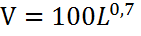 V = 100L^{0,7}